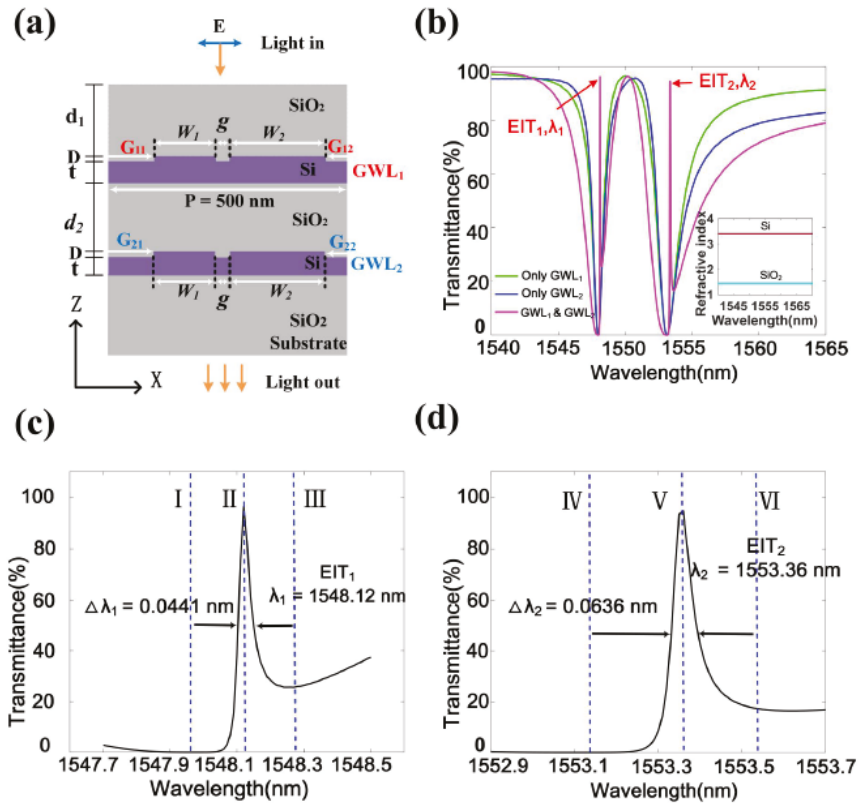 (a)
E
Light in
d₁
SiO₂
W₁
g
W₂
G₁₁
G₁₂
D
t
Si
GWL₁
P = 500 nm
d₂
SiO₂
G₂₁
G₂₂
D
t
Si
GWL₂
W₁
g
W₂
Z
SiO₂
Substrate
X
Light out
(b)
Transmittance(%)
100
80
60
40
20
0
EIT₁,λ₁
EIT₂,λ₂
Only GWL₁
Only GWL₂
GWL₁ & GWL₂
Refractive index
4
3
2
1
Si
SiO₂
1545 1555 1565
Wavelength(nm)
1540 1545 1550 1555 1560 1565
Wavelength(nm)
(c)
Transmittance(%)
100
80
60
40
20
0
I II III
EIT₁
λ₁ = 1548.12 nm
△λ₁ = 0.0441 nm
1547.7 1547.9 1548.1 1548.3 1548.5
Wavelength(nm)
(d)
Transmittance(%)
100
80
60
40
20
0
IV V VI
EIT₂
λ₂ = 1553.36 nm
△λ₂ = 0.0636 nm
1552.9 1553.1 1553.3 1553.5 1553.7
Wavelength(nm)